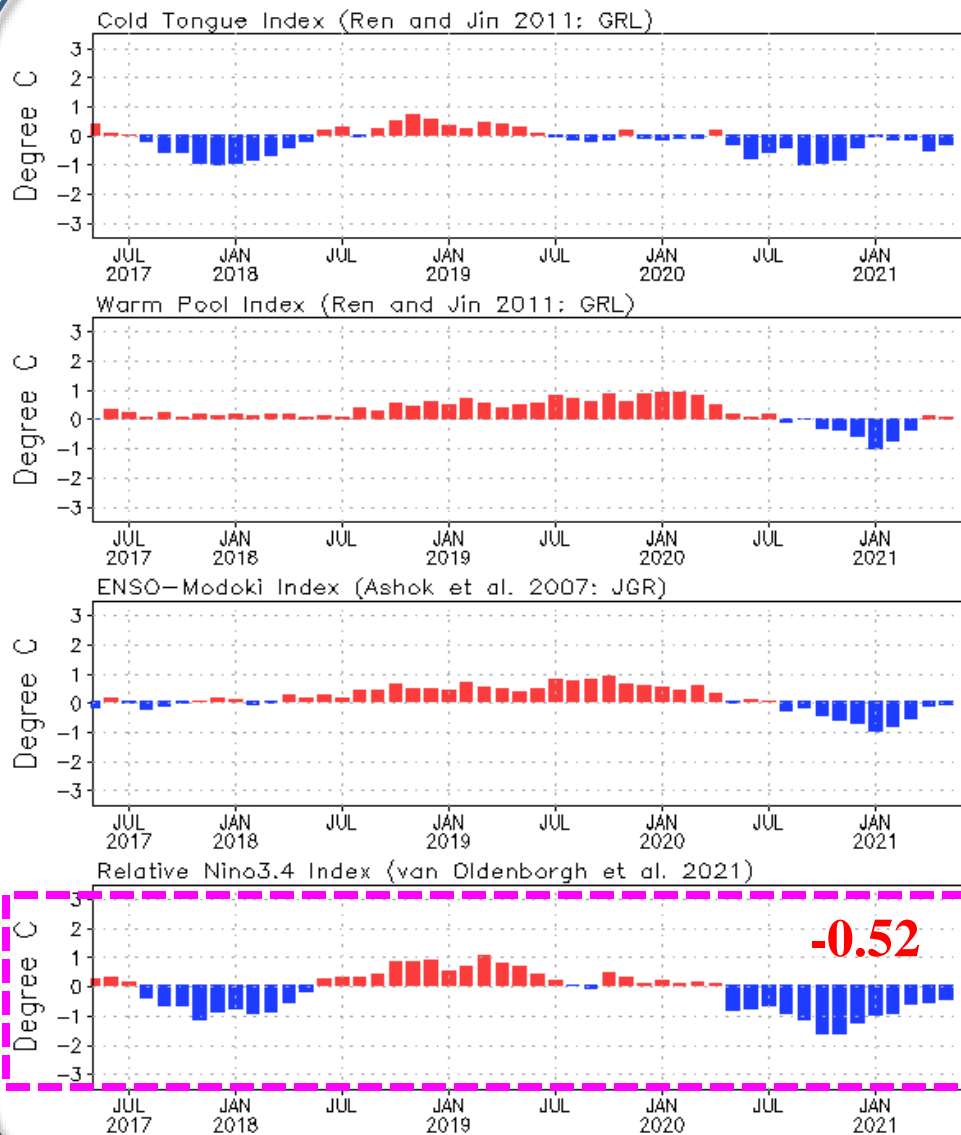 Cold Tongue Index (Ren and Jin 2011: GRL)
Degree C
3
2
1
0
−1
−2
−3
JUL JAN JUL JAN JUL JAN JUL JAN
2017 2018 2019 2020 2021
Warm Pool Index (Ren and Jin 2011: GRL)
Degree C
3
2
1
0
−1
−2
−3
JUL JAN JUL JAN JUL JAN JUL JAN
2017 2018 2019 2020 2021
ENSO−Modoki Index (Ashok et al. 2007: JGR)
Degree C
3
2
1
0
−1
−2
−3
JUL JAN JUL JAN JUL JAN JUL JAN
2017 2018 2019 2020 2021
Relative Nino3.4 Index (van Oldenborgh et al. 2021)
-0.52
Degree C
3
2
1
0
−1
−2
−3
JUL JAN JUL JAN JUL JAN JUL JAN
2017 2018 2019 2020 2021